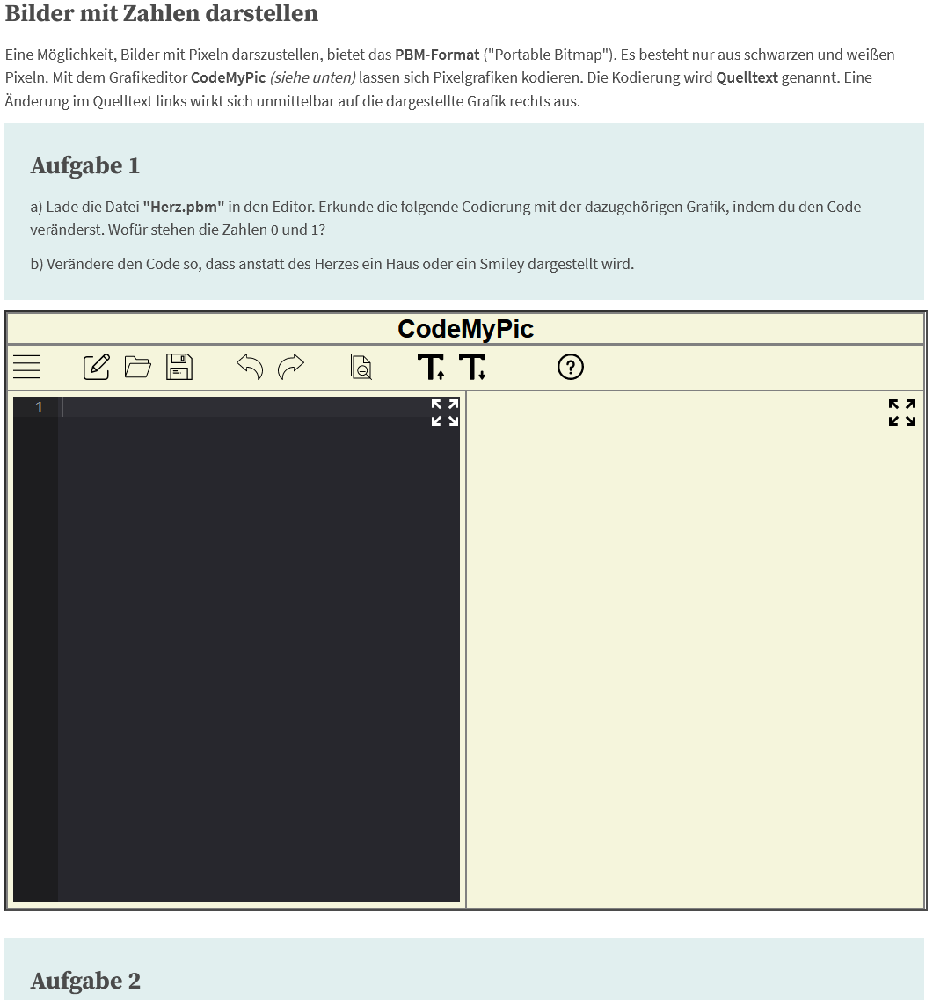 Bilder mit Zahlen darstellen
Eine Möglichkeit, Bilder mit Pixeln darszustellen, bietet das PBM-Format ("Portable Bitmap"). Es besteht nur aus schwarzen und weißen
Pixeln. Mit dem Grafikeditor CodeMyPic (siehe unten) lassen sich Pixelgrafiken kodieren. Die Kodierung wird Quelltext genannt. Eine
Änderung im Quelltext links wirkt sich unmittelbar auf die dargestellte Grafik rechts aus.
Aufgabe 1
a) Lade die Datei "Herz.pbm" in den Editor. Erkunde die folgende Codierung mit der dazugehörigen Grafik, indem du den Code
veränderst. Wofür stehen die Zahlen 0 und 1?
b) Verändere den Code so, dass anstatt des Herzes ein Haus oder ein Smiley dargestellt wird.
CodeMyPic
T T ?
1
Aufgabe 2